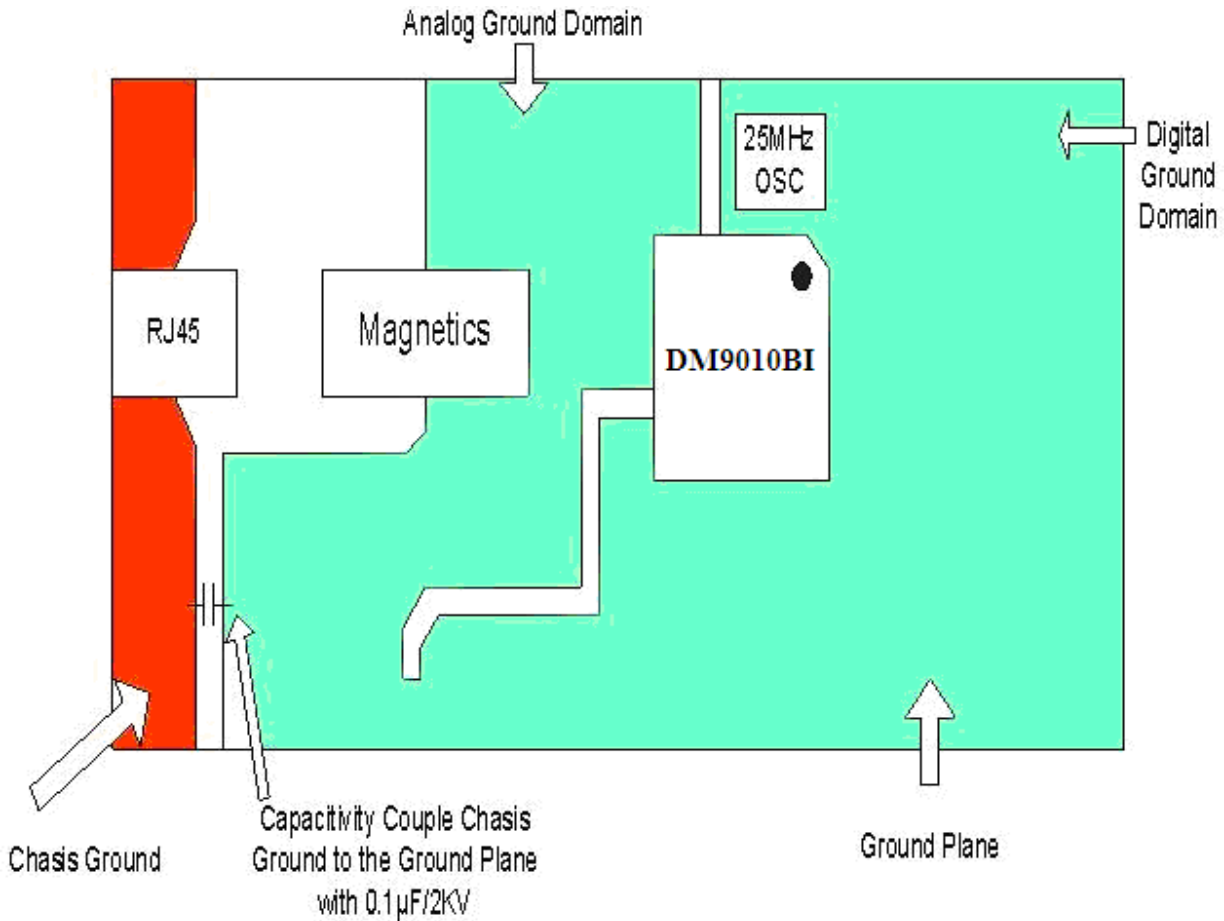 Analog Ground Domain
25MHz
OSC
Digital
Ground
Domain
RJ45
Magnetics
DM9010BI
Chasis Ground
Capacitivity Couple Chasis
Ground to the Ground Plane
with 0.1µF/2KV
Ground Plane